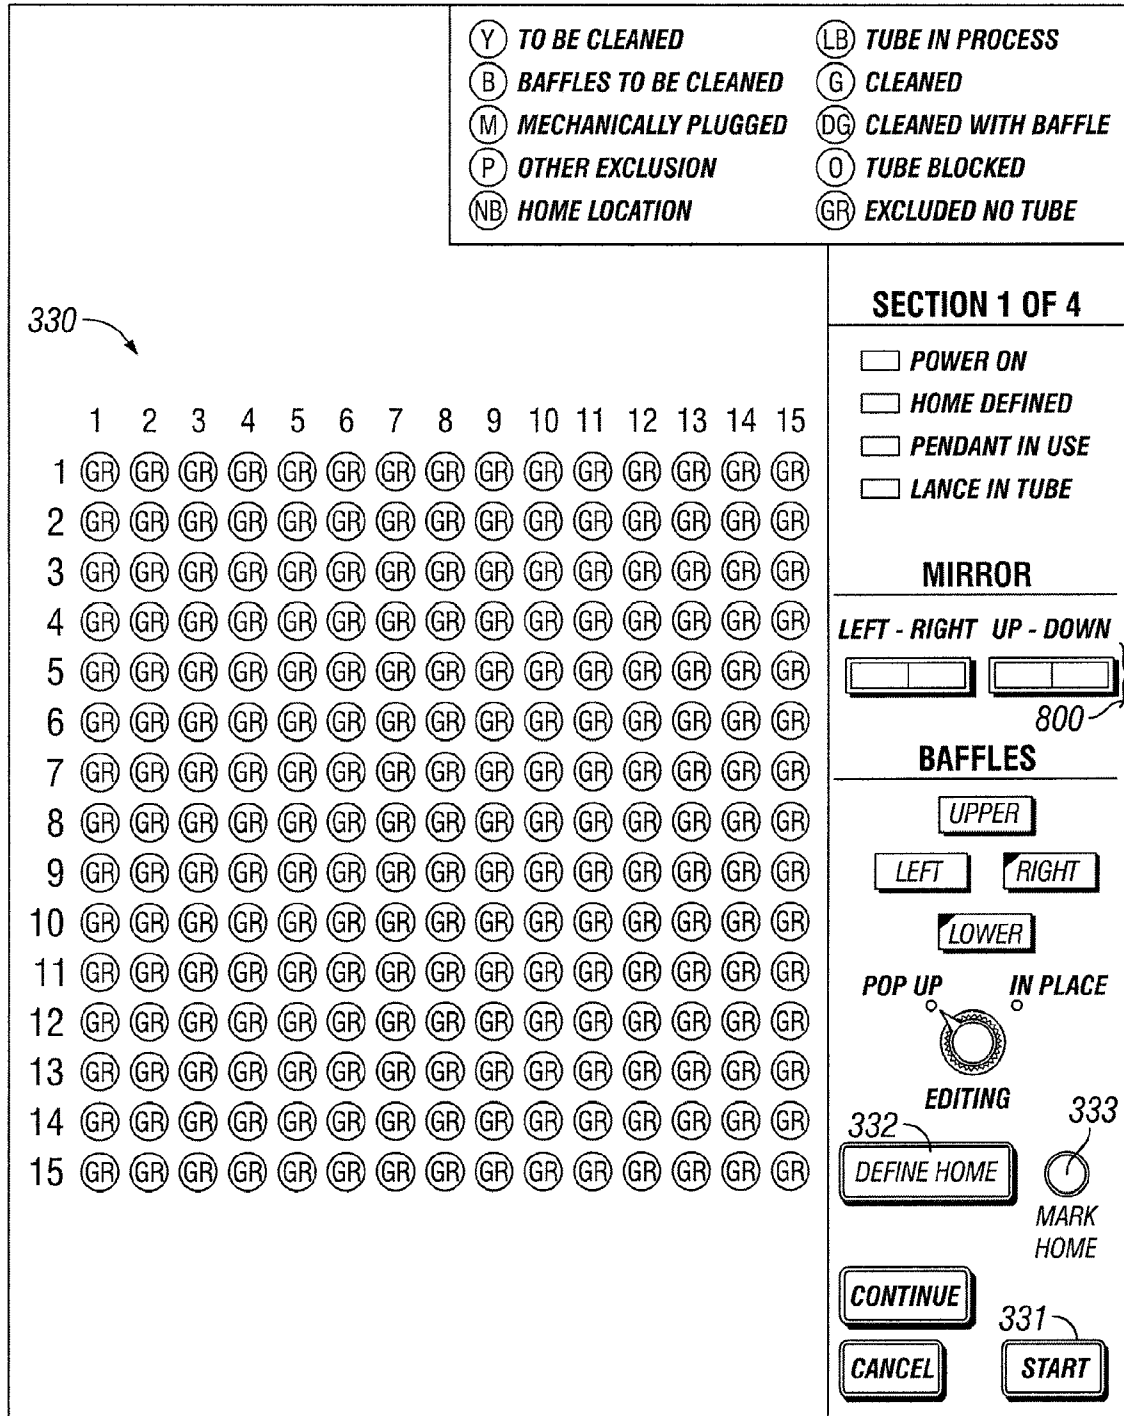 Y TO BE CLEANED LB TUBE IN PROCESS
B BAFFLES TO BE CLEANED G CLEANED
M MECHANICALLY PLUGGED DG CLEANED WITH BAFFLE
P OTHER EXCLUSION O TUBE BLOCKED
NB HOME LOCATION GR EXCLUDED NO TUBE
330
1 2 3 4 5 6 7 8 9 10 11 12 13 14 15
1 GR GR GR GR GR GR GR GR GR GR GR GR GR GR GR
2 GR GR GR GR GR GR GR GR GR GR GR GR GR GR GR
3 GR GR GR GR GR GR GR GR GR GR GR GR GR GR GR
4 GR GR GR GR GR GR GR GR GR GR GR GR GR GR GR
5 GR GR GR GR GR GR GR GR GR GR GR GR GR GR GR
6 GR GR GR GR GR GR GR GR GR GR GR GR GR GR GR
7 GR GR GR GR GR GR GR GR GR GR GR GR GR GR GR
8 GR GR GR GR GR GR GR GR GR GR GR GR GR GR GR
9 GR GR GR GR GR GR GR GR GR GR GR GR GR GR GR
10 GR GR GR GR GR GR GR GR GR GR GR GR GR GR GR
11 GR GR GR GR GR GR GR GR GR GR GR GR GR GR GR
12 GR GR GR GR GR GR GR GR GR GR GR GR GR GR GR
13 GR GR GR GR GR GR GR GR GR GR GR GR GR GR GR
14 GR GR GR GR GR GR GR GR GR GR GR GR GR GR GR
15 GR GR GR GR GR GR GR GR GR GR GR GR GR GR GR
SECTION 1 OF 4
POWER ON
HOME DEFINED
PENDANT IN USE
LANCE IN TUBE
MIRROR
LEFT - RIGHT UP - DOWN
800
BAFFLES
UPPER
LEFT RIGHT
LOWER
POP UP IN PLACE
EDITING
332 333
DEFINE HOME
MARK
HOME
CONTINUE
331
CANCEL START